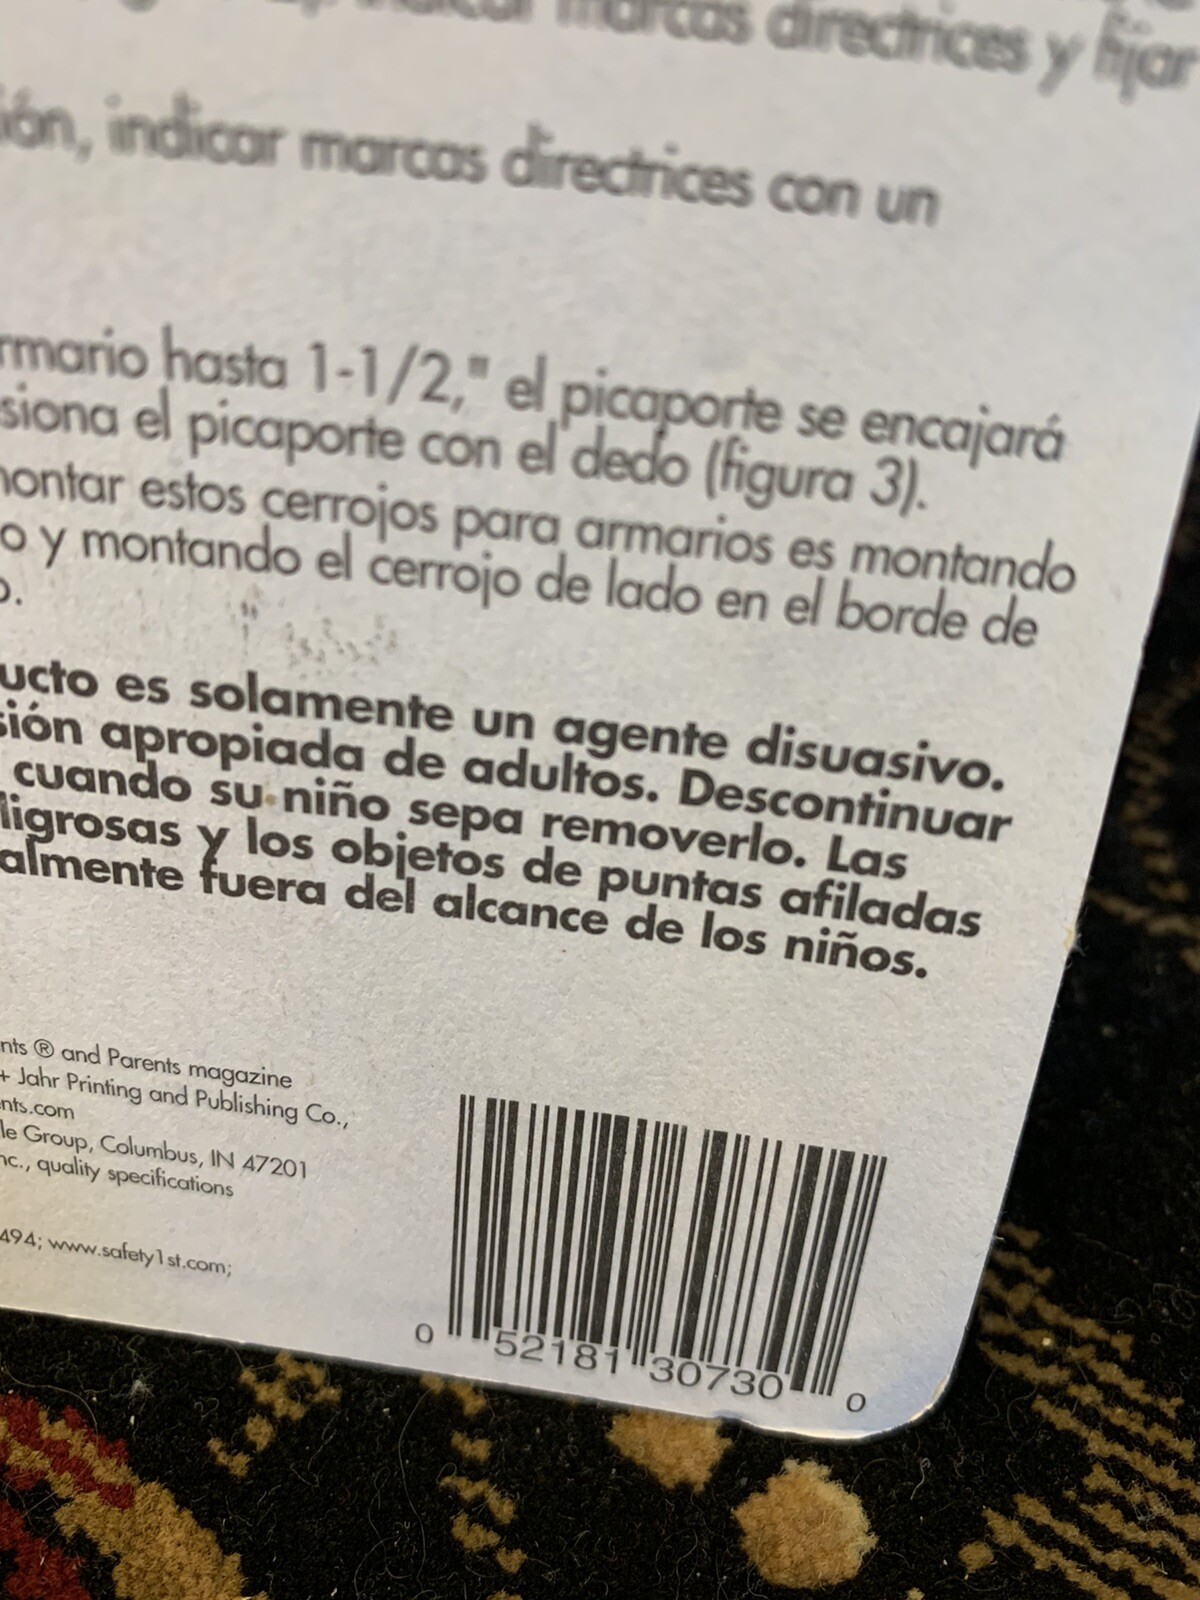 indicar marcas directrices y fijar
ión, indicar marcas directrices con un
rmario hasta 1-1/2," el picaporte se encajará
siona el picaporte con el dedo (figura 3).
nontar estos cerrojos para armarios es montando
o y montando el cerrojo de lado en el borde de
o.
ucto es solamente un agente disuasivo.
sión apropiada de adultos. Descontinuar
cuando su niño sepa removerlo. Las
ligrosas y los objetos de puntas afiladas
almente fuera del alcance de los niños.
nts ® and Parents magazine
+ Jahr Printing and Publishing Co.,
nts.com
le Group, Columbus, IN 47201
nc., quality specifications
494; www.safety1st.com;
0 52181 30730 0